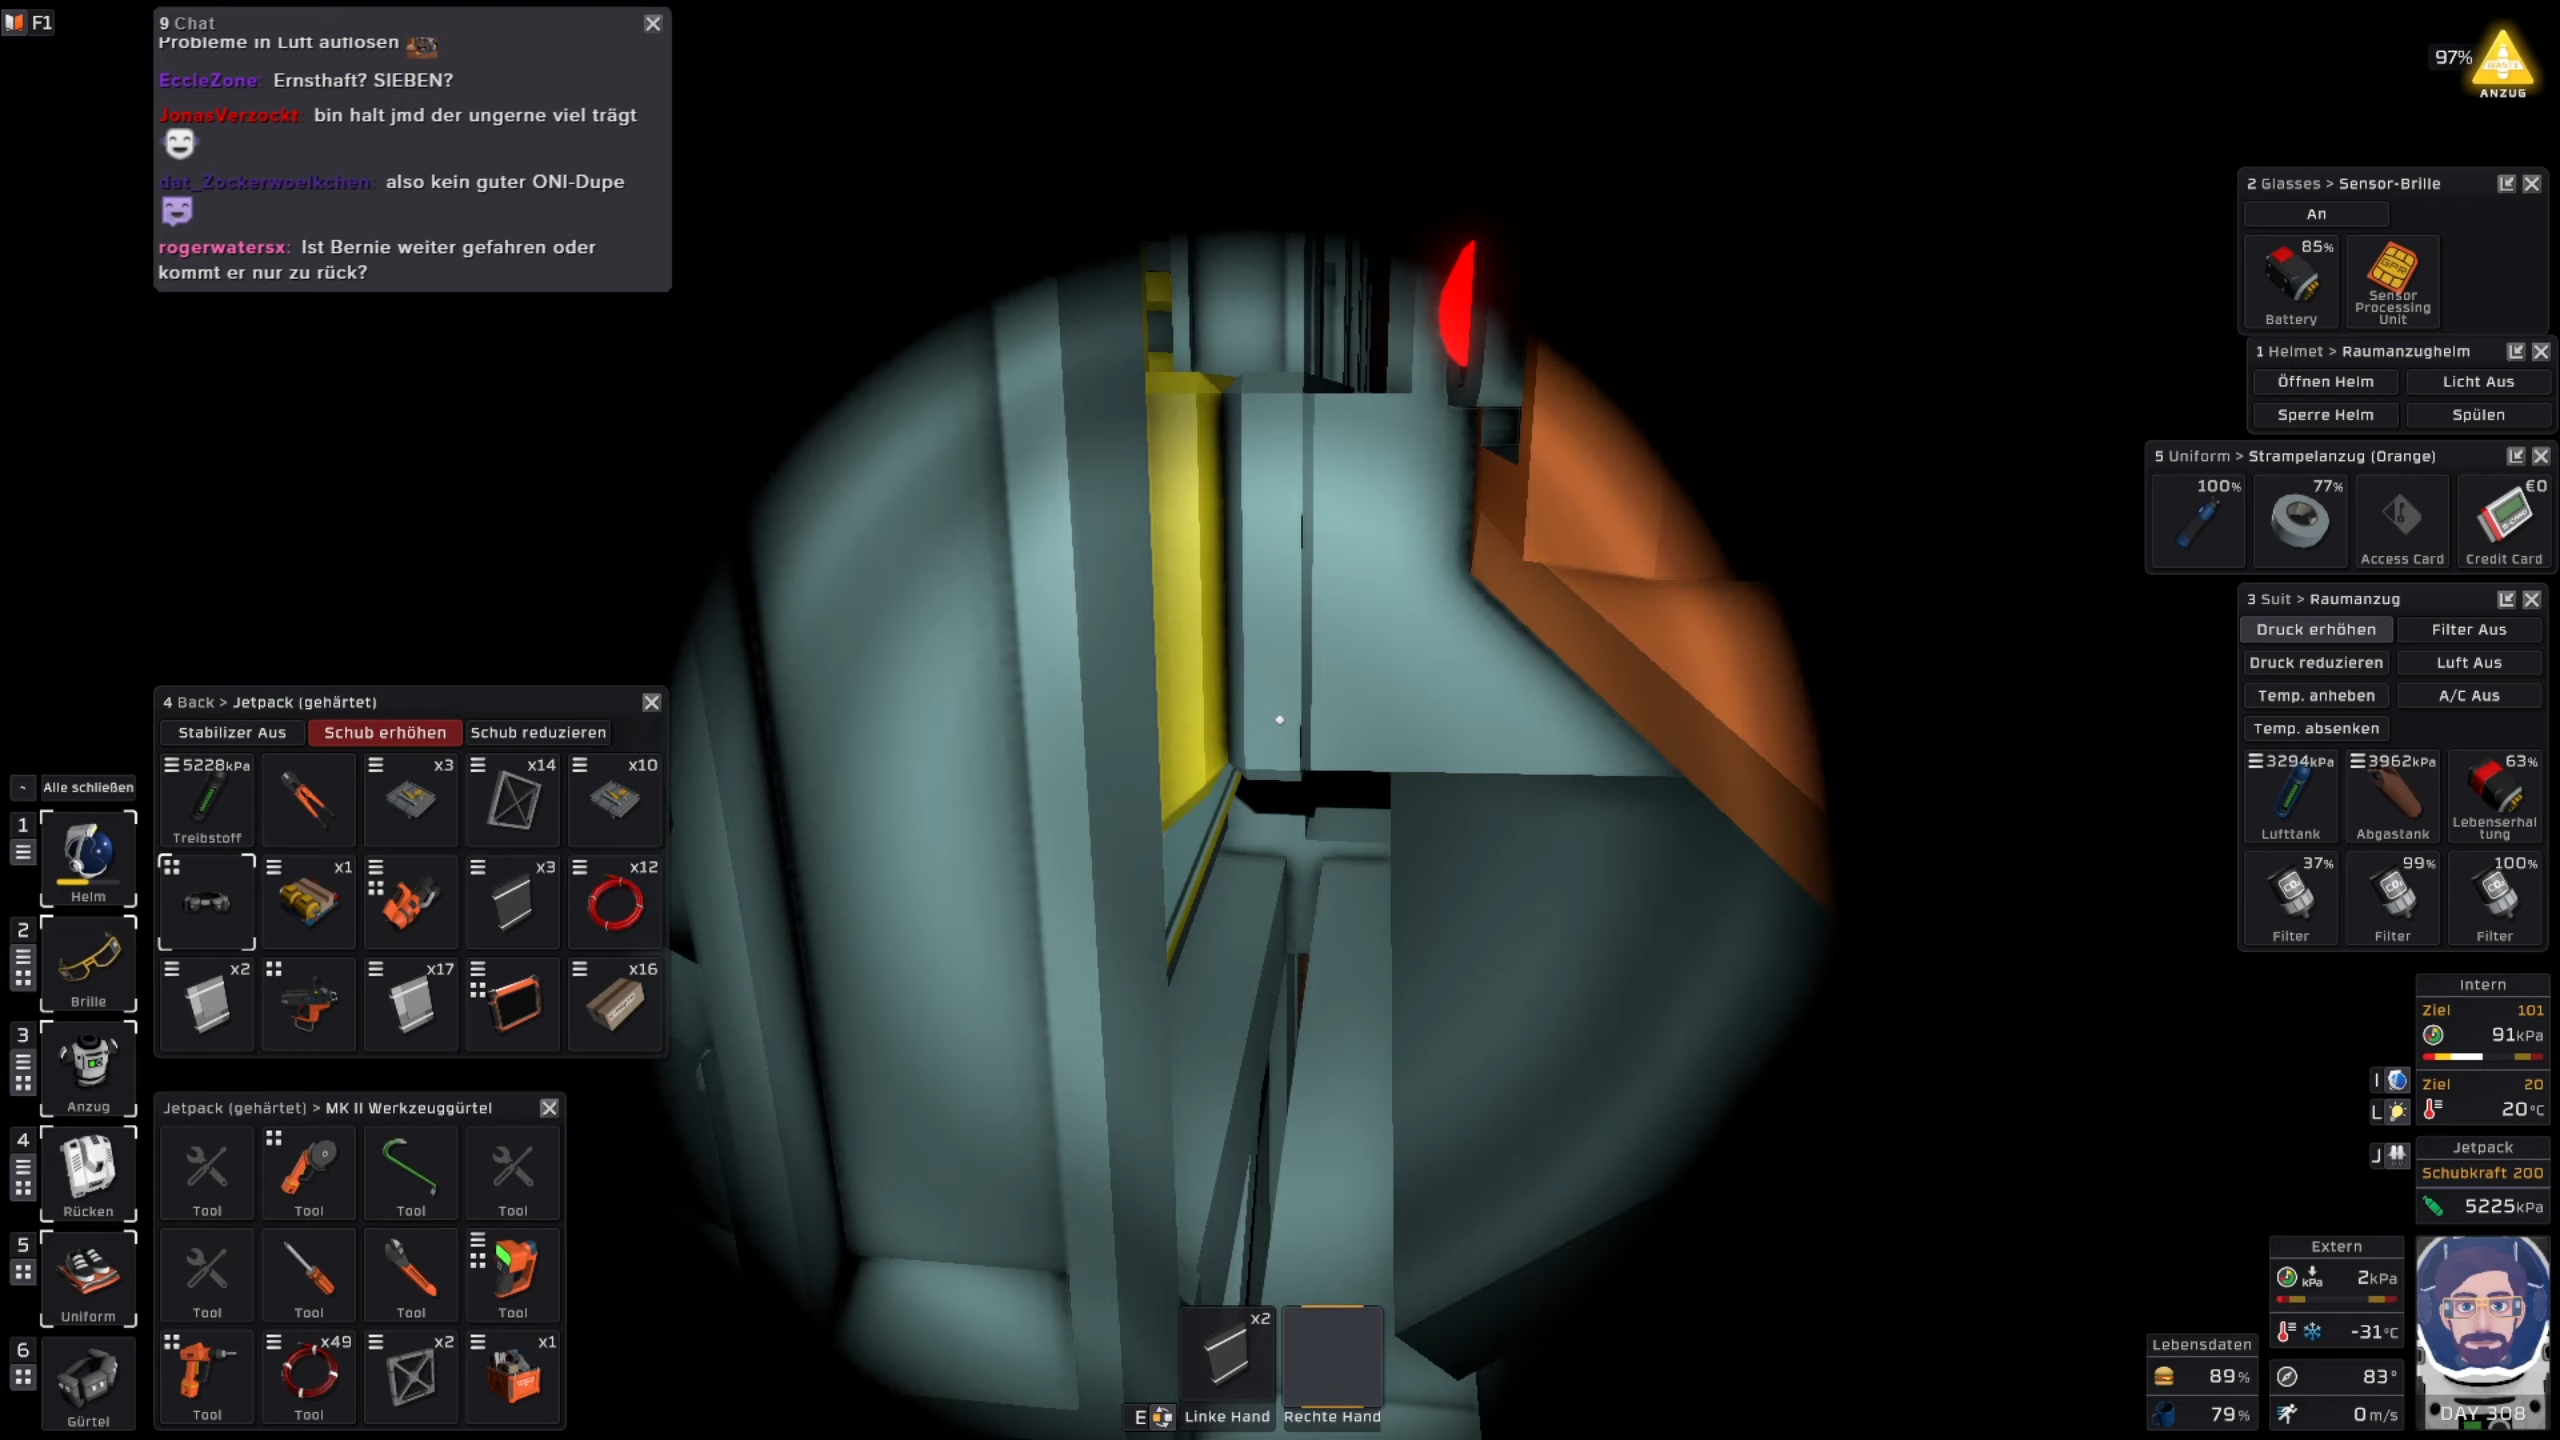 F1
9 Chat
Probleme in Luft auflösen
EccleZone: Ernsthaft? SIEBEN?
JonasVerzockt: bin halt jmd der ungerne viel trägt
dat_Zockerwoelkchen: also kein guter ONI-Dupe
rogerwatersx: Ist Bernie weiter gefahren oder
kommt er nur zu rück?
97%
WASTE
ANZUG
2 Glasses > Sensor-Brille
An
85%
Battery
GPR
Sensor
Processing
Unit
1 Helmet > Raumanzughelm
Öffnen Helm
Licht Aus
Sperre Helm
Spülen
5 Uniform > Strampelanzug (Orange)
100%
77%
Access Card
€0
Credit Card
3 Suit > Raumanzug
Druck erhöhen
Filter Aus
Druck reduzieren
Luft Aus
Temp. anheben
A/C Aus
Temp. absenken
3294kPa
Lufttank
3962kPa
Abgastank
63%
Lebenserhal
tung
37%
Filter
99%
Filter
100%
Filter
4 Back > Jetpack (gehärtet)
Stabilizer Aus
Schub erhöhen
Schub reduzieren
5228kPa
Treibstoff
x3
x14
x10
x1
x3
x12
x2
x17
x16
~
Alle schließen
1
Helm
2
Brille
3
Anzug
4
Rücken
5
Uniform
6
Gürtel
Jetpack (gehärtet) > MK II Werkzeuggürtel
Tool
Tool
Tool
Tool
Tool
Tool
Tool
Tool
Tool
x49
Tool
x2
Tool
x1
Tool
x2
E
Linke Hand
Rechte Hand
Intern
Ziel 101
91kPa
Ziel 20
20°C
I
L
J
Jetpack
Schubkraft 200
5225kPa
Extern
kPa
2kPa
-31°C
83°
0m/s
Lebensdaten
89%
79%
DAY 308